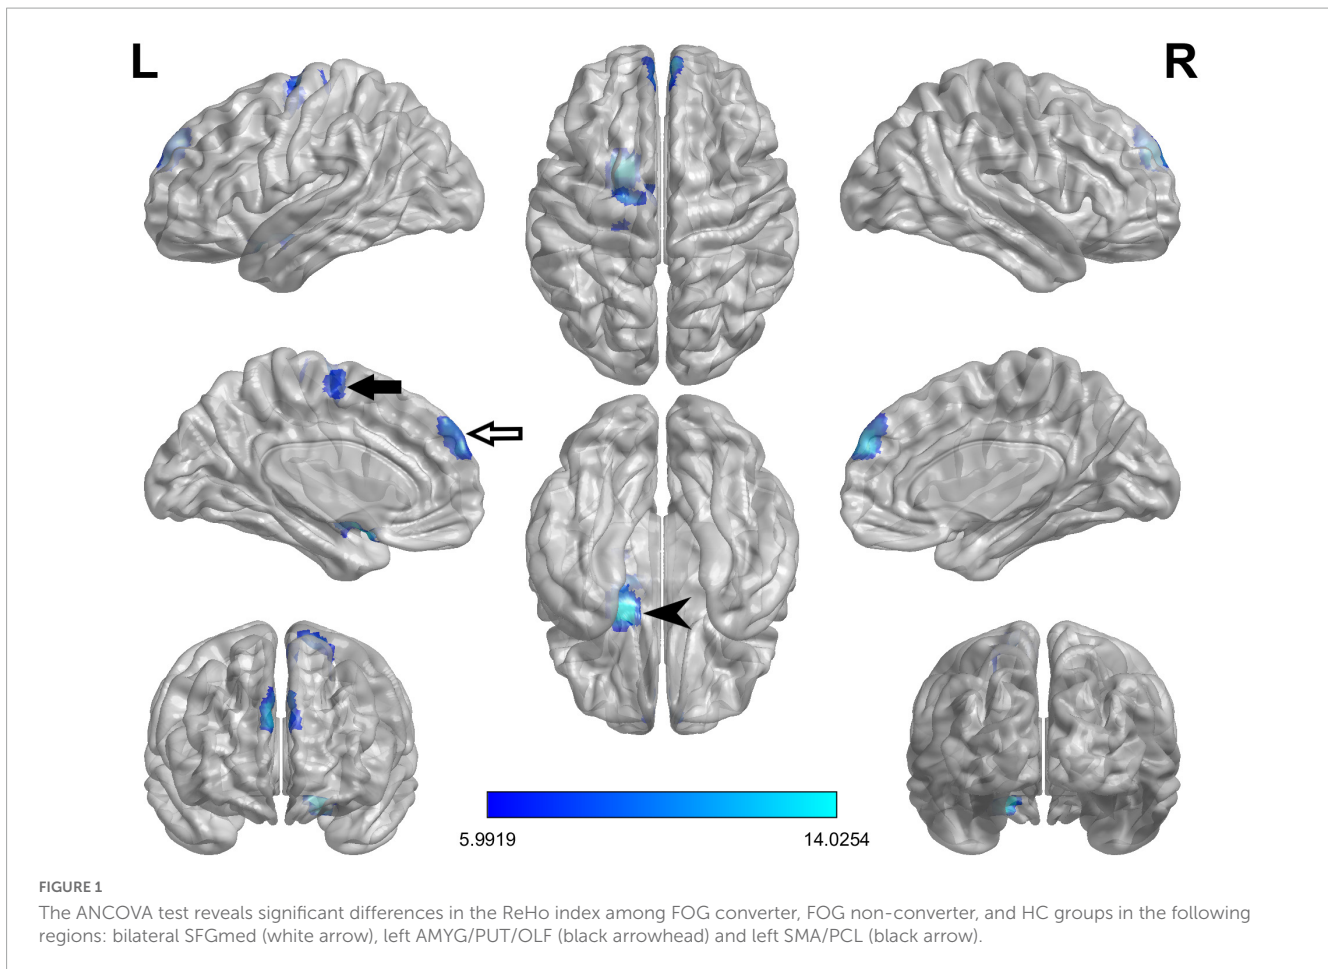 L
R
5.9919
14.0254
FIGURE 1
The ANCOVA test reveals significant differences in the ReHo index among FOG converter, FOG non-converter, and HC groups in the following
regions: bilateral SFGmed (white arrow), left AMYG/PUT/OLF (black arrowhead) and left SMA/PCL (black arrow).